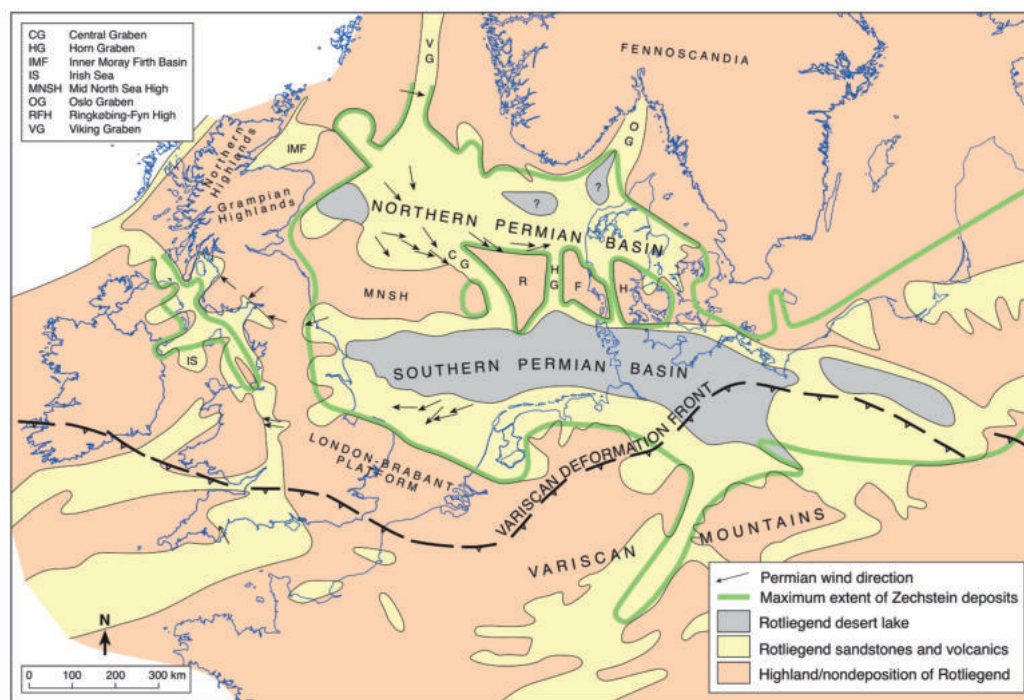 CG Central Graben
HG Horn Graben
IMF Inner Moray Firth Basin
IS Irish Sea
MNSH Mid North Sea High
OG Oslo Graben
RFH Ringkøbing-Fyn High
VG Viking Graben
VG
FENNOSCANDIA
OG
IMF
Northern
Highlands
Grampian
Highlands
?
?
NORTHERN PERMIAN BASIN
CG
HG
R
F
H
MNSH
IS
SOUTHERN PERMIAN BASIN
VARISCAN DEFORMATION FRONT
LONDON-BRABANT
PLATFORM
VARISCAN MOUNTAINS
N
0 100 200 300 km
Permian wind direction
Maximum extent of Zechstein deposits
Rotliegend desert lake
Rotliegend sandstones and volcanics
Highland/nondeposition of Rotliegend